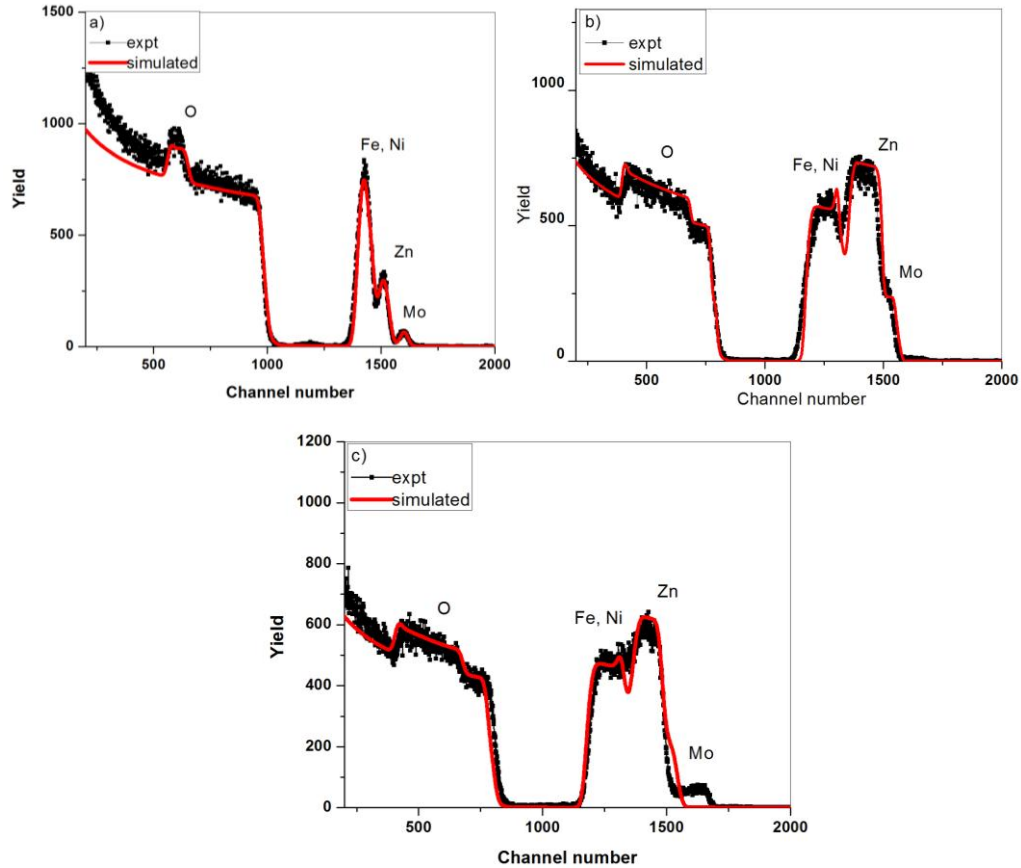 a)
expt
simulated
1500
1000
500
0
Yield
O
Fe, Ni
Zn
Mo
500
1000
1500
2000
Channel number
b)
expt
simulated
1000
500
0
Yield
O
Fe, Ni
Zn
Mo
500
1000
1500
2000
Channel number
c)
expt
simulated
1200
1000
800
600
400
200
0
Yield
O
Fe, Ni
Zn
Mo
500
1000
1500
2000
Channel number